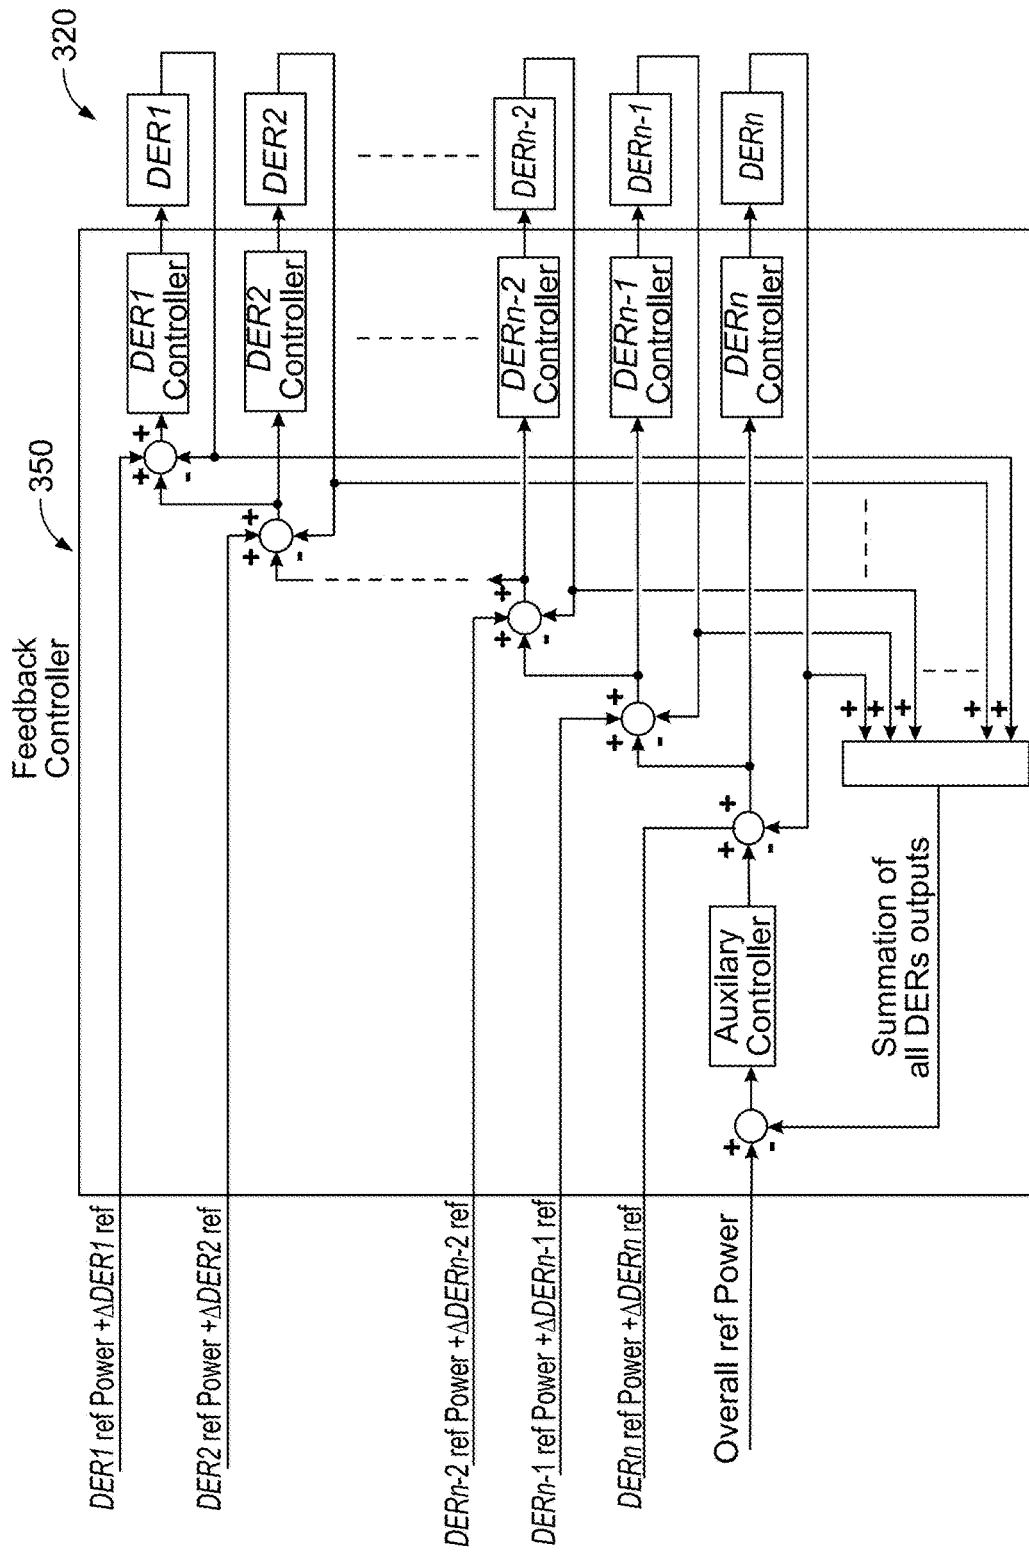 320
DER1
DER2
DERn-2
DERn-1
DERn
DER1
Controller
DER2
Controller
DERn-2
Controller
DERn-1
Controller
DERn
Controller
350
Feedback
Controller
+
+
-
+
+
-
+
+
-
+
+
-
+
+
-
+
+
+
+
+
Auxilary
Controller
Summation of
all DERs outputs
+
-
DER1 ref Power +ΔDER1 ref
DER2 ref Power +ΔDER2 ref
DERn-2 ref Power +ΔDERn-2 ref
DERn-1 ref Power +ΔDERn-1 ref
DERn ref Power +ΔDERn ref
Overall ref Power